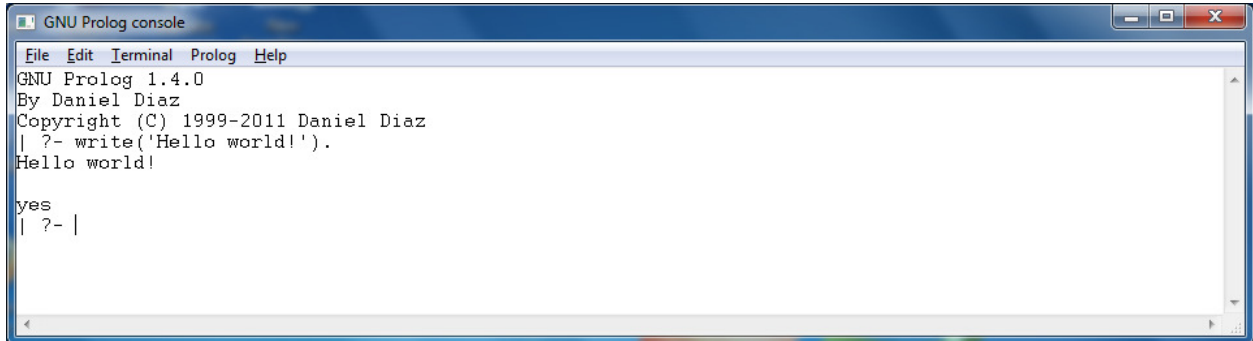 GNU Prolog console
File Edit Terminal Prolog Help
GNU Prolog 1.4.0
By Daniel Diaz
Copyright (C) 1999-2011 Daniel Diaz
| ?- write('Hello world!').
Hello world!
yes
| ?-